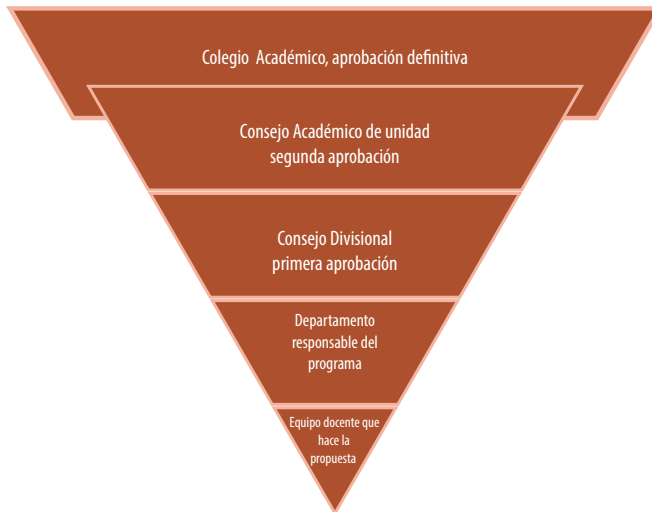 Colegio Académico, aprobación definitiva
Consejo Académico de unidad
segunda aprobación
Consejo Divisional
primera aprobación
Departamento
responsable del
programa
Equipo docente que
hace la
propuesta